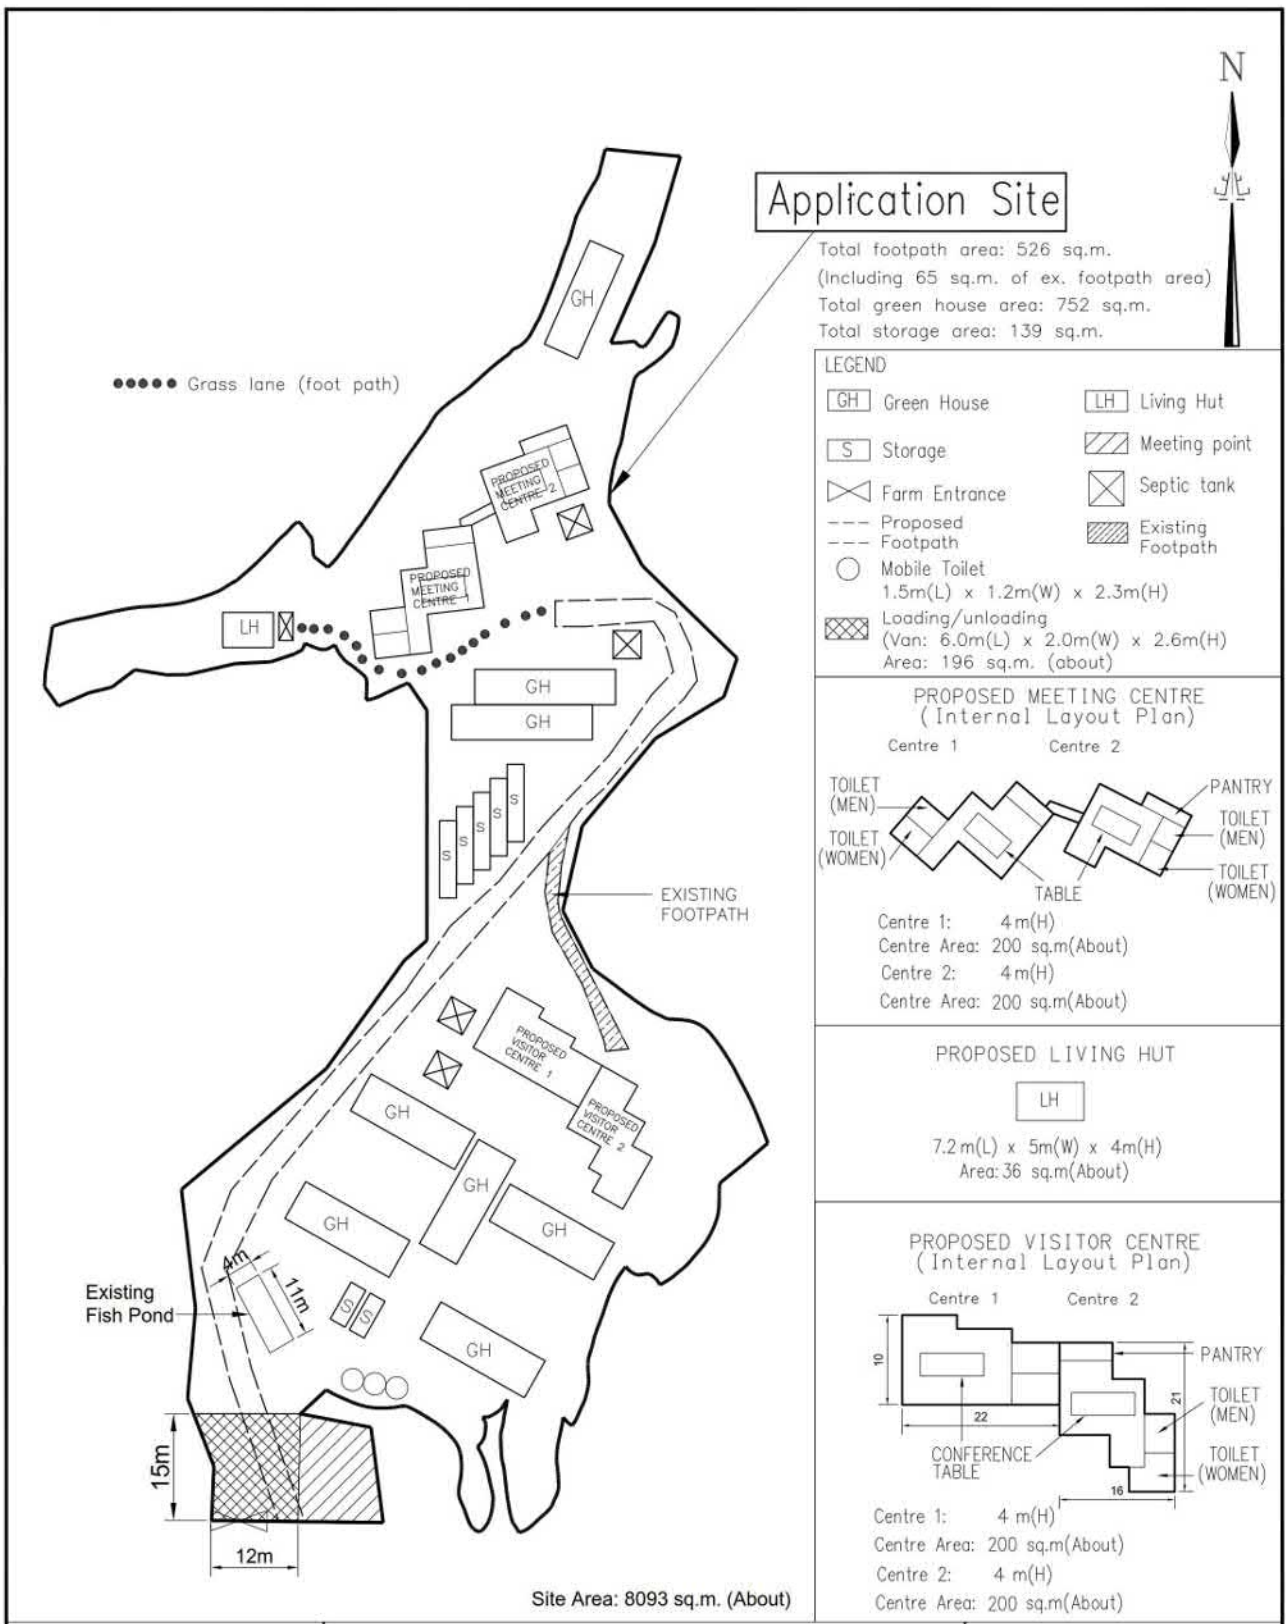 N
Application Site
Total footpath area: 526 sq.m.
(Including 65 sq.m. of ex. footpath area)
Total green house area: 752 sq.m.
Total storage area: 139 sq.m.
GH
Grass lane (foot path)
PROPOSED
MEETING
CENTRE 2
PROPOSED
MEETING
CENTRE 1
LH
GH
GH
S
S
S
S
S
EXISTING
FOOTPATH
PROPOSED
VISITOR
CENTRE 1
PROPOSED
VISITOR
CENTRE 2
GH
GH
GH
GH
4m
11m
Existing
Fish Pond
S
S
GH
15m
12m
Site Area: 8093 sq.m. (About)
LEGEND
GH Green House
LH Living Hut
S Storage
Meeting point
Farm Entrance
Septic tank
Proposed
Footpath
Existing
Footpath
Mobile Toilet
1.5m(L) x 1.2m(W) x 2.3m(H)
Loading/unloading
(Van: 6.0m(L) x 2.0m(W) x 2.6m(H)
Area: 196 sq.m. (about)
PROPOSED MEETING CENTRE
(Internal Layout Plan)
Centre 1 Centre 2
TOILET
(MEN)
TOILET
(WOMEN)
PANTRY
TOILET
(MEN)
TOILET
(WOMEN)
TABLE
Centre 1: 4 m(H)
Centre Area: 200 sq.m(About)
Centre 2: 4m(H)
Centre Area: 200 sq.m(About)
PROPOSED LIVING HUT
LH
7.2 m(L) x 5m(W) x 4m(H)
Area: 36 sq.m(About)
PROPOSED VISITOR CENTRE
(Internal Layout Plan)
Centre 1 Centre 2
10
22
21
16
PANTRY
TOILET
(MEN)
TOILET
(WOMEN)
CONFERENCE
TABLE
Centre 1: 4 m(H)
Centre Area: 200 sq.m(About)
Centre 2: 4 m(H)
Centre Area: 200 sq.m(About)